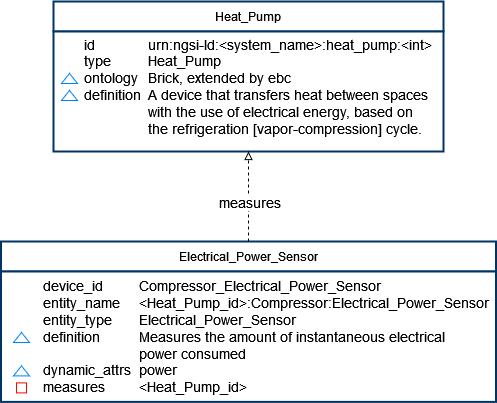 Heat_Pump
id urn:ngsi-ld:<system_name>:heat_pump:<int>
type Heat_Pump
ontology Brick, extended by ebc
definition A device that transfers heat between spaces
with the use of electrical energy, based on
the refrigeration [vapor-compression] cycle.
measures
Electrical_Power_Sensor
device_id Compressor_Electrical_Power_Sensor
entity_name <Heat_Pump_id>:Compressor:Electrical_Power_Sensor
entity_type Electrical_Power_Sensor
definition Measures the amount of instantaneous electrical
power consumed
dynamic_attrs power
measures <Heat_Pump_id>